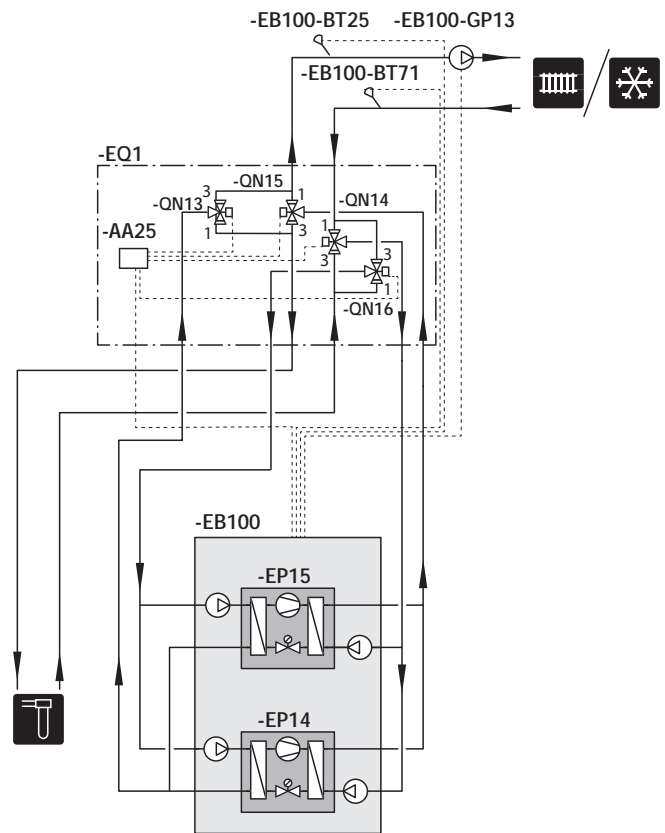 -EB100-BT25 -EB100-GP13
-EB100-BT71
-EQ1
3 -QN15 1
-QN13 -QN14
1 3 1
-AA25
3 3
1
-QN16
-EB100
-EP15
-EP14